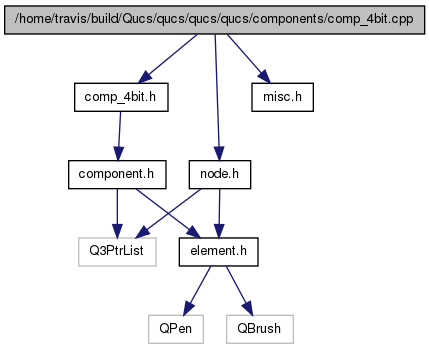 /home/travis/build/Qucs/qucs/qucs/qucs/components/comp_4bit.cpp
comp_4bit.h
misc.h
component.h
node.h
Q3PtrList
element.h
QPen
QBrush